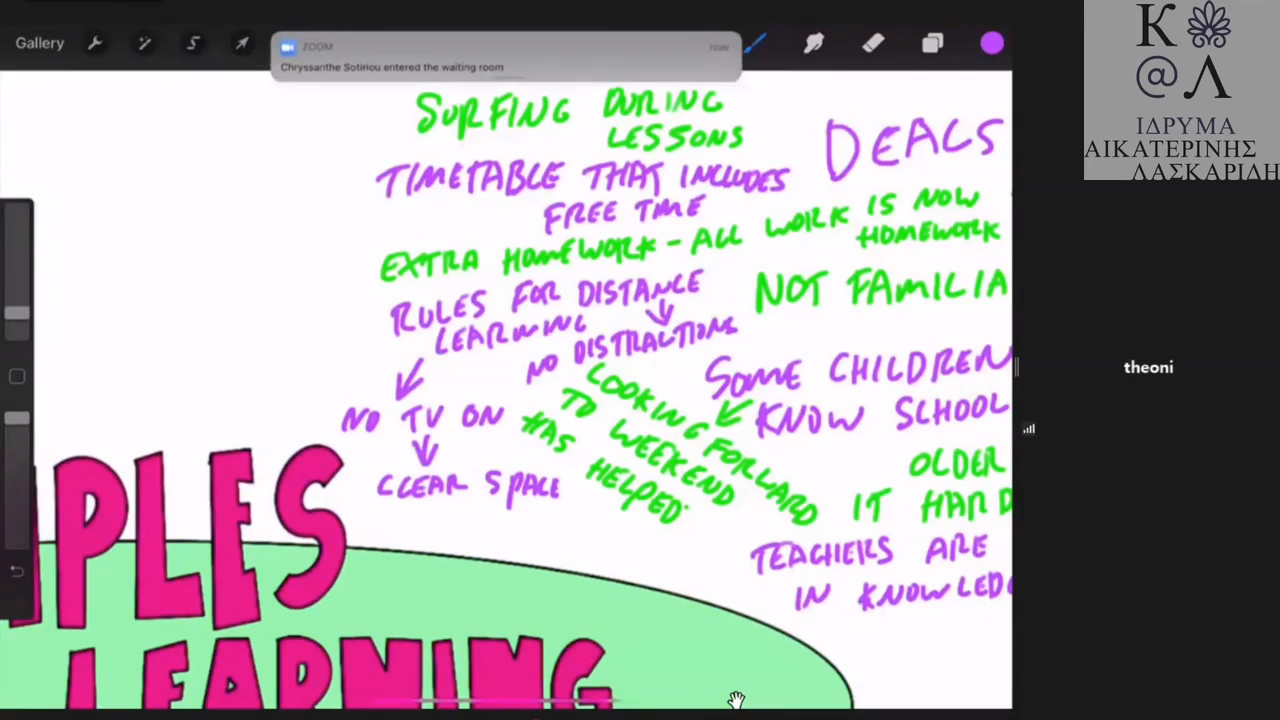 Gallery
ZOOM
now
Chryssanthe Sotiriou entered the waiting room
SURFING DURING
LESSONS
TIMETABLE THAT INCLUDES
FREE TIME
EXTRA HOMEWORK - ALL WORK IS NOW
HOMEWORK
RULES FOR DISTANCE
LEARNING
NO DISTRACTIONS
NO TV ON
CLEAR SPACE
LOOKING FORWARD
TO WEEKEND
HAS HELPED
DEALS
NOT FAMILIA
SOME CHILDREN
KNOW SCHOOL
OLDER
IT HARD
TEACHERS ARE
IN KNOWLED
PLES
LEARNING
Κ
@ Λ
ΙΔΡΥΜΑ
ΑΙΚΑΤΕΡΙΝΗΣ
ΛΑΣΚΑΡΙΔΗ
theoni